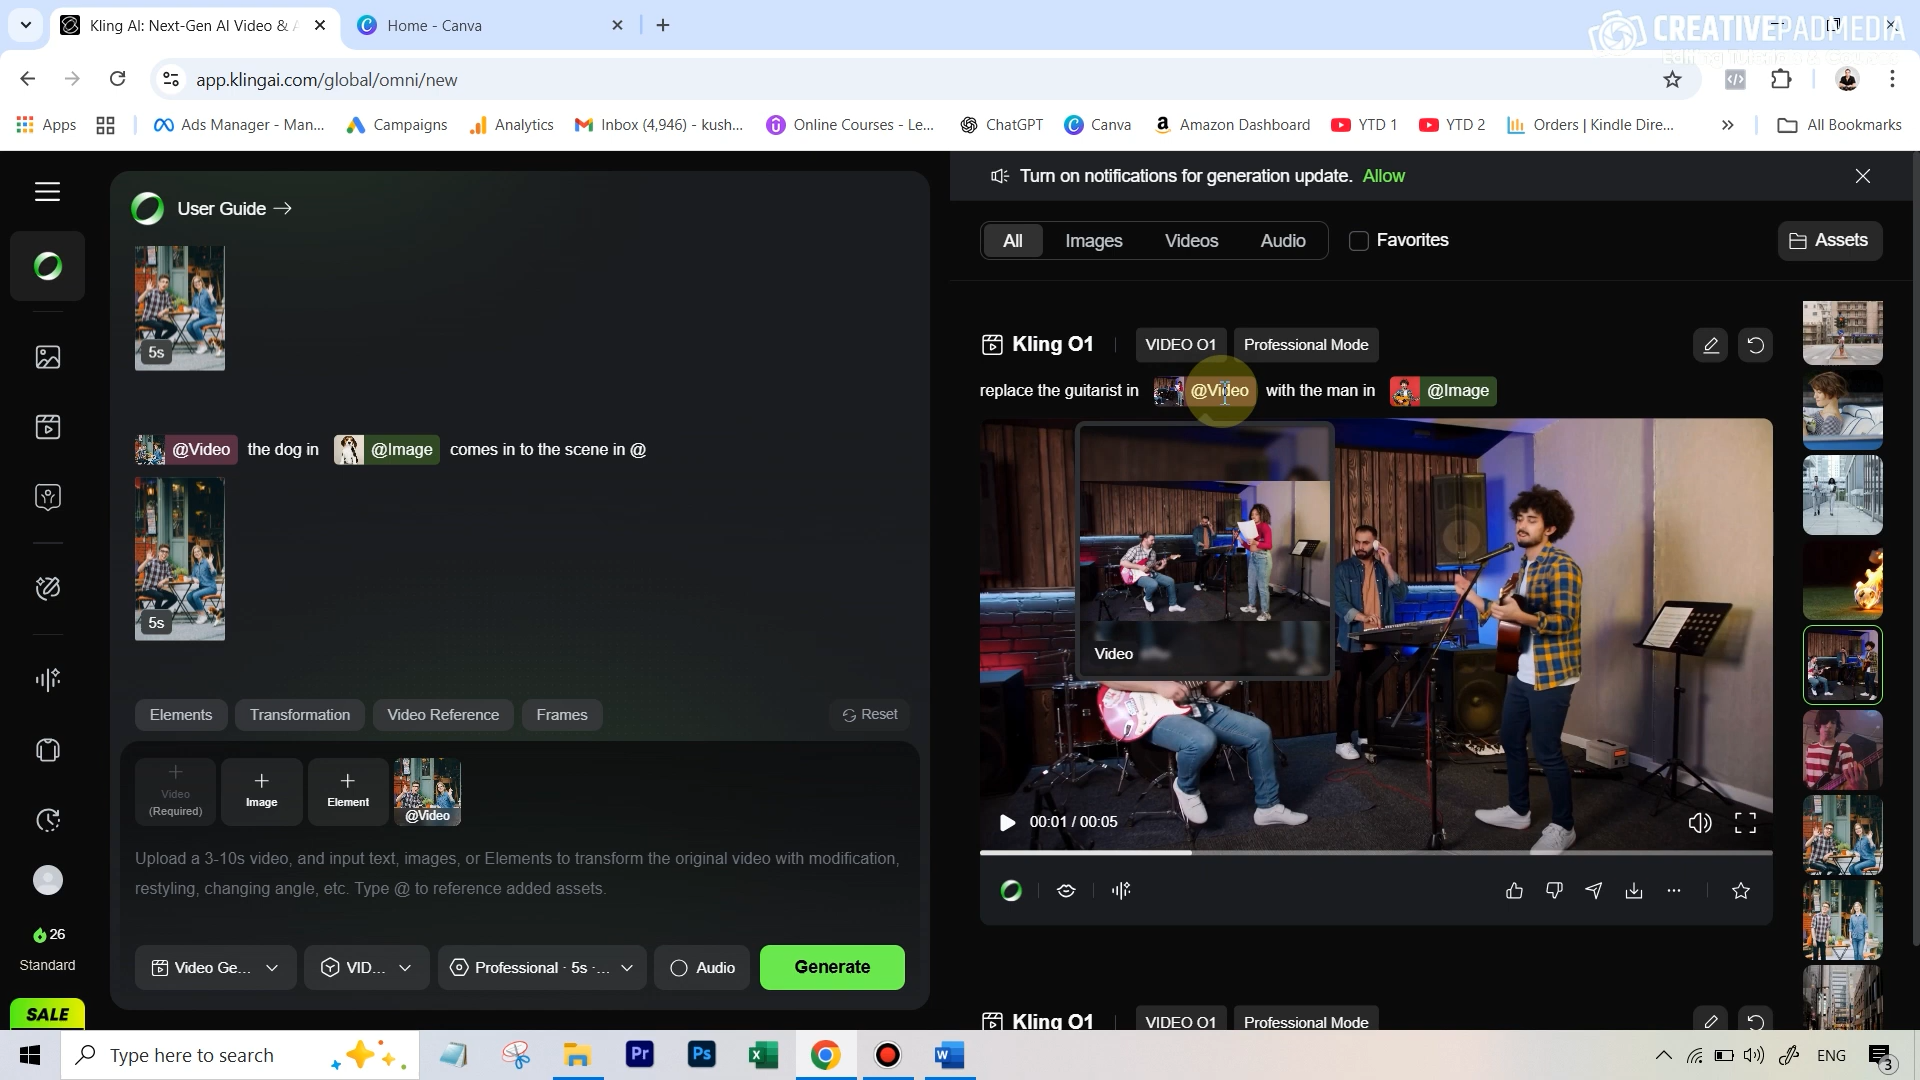 Kling AI: Next-Gen AI Video & A
Home - Canva
CREATIVEPADMEDIA
app.klingai.com/global/omni/new
Apps
Ads Manager - Man...
Campaigns
Analytics
Inbox (4,946) - kush...
Online Courses - Le...
ChatGPT
Canva
Amazon Dashboard
YTD 1
YTD 2
Orders | Kindle Dire...
All Bookmarks
User Guide
Turn on notifications for generation update. Allow
All
Images
Videos
Audio
Favorites
Assets
5s
Kling O1
VIDEO O1
Professional Mode
replace the guitarist in @Video with the man in @Image
@Video the dog in @Image comes in to the scene in @
5s
Video
Elements
Transformation
Video Reference
Frames
Reset
Video
(Required)
Image
Element
@Video
00:01 / 00:05
Upload a 3-10s video, and input text, images, or Elements to transform the original video with modification,
restyling, changing angle, etc. Type @ to reference added assets.
26
Standard
Video Ge...
VID...
Professional · 5s ·...
Audio
Generate
SALE
Kling O1
VIDEO O1
Professional Mode
Type here to search
Pr
Ps
ENG
3